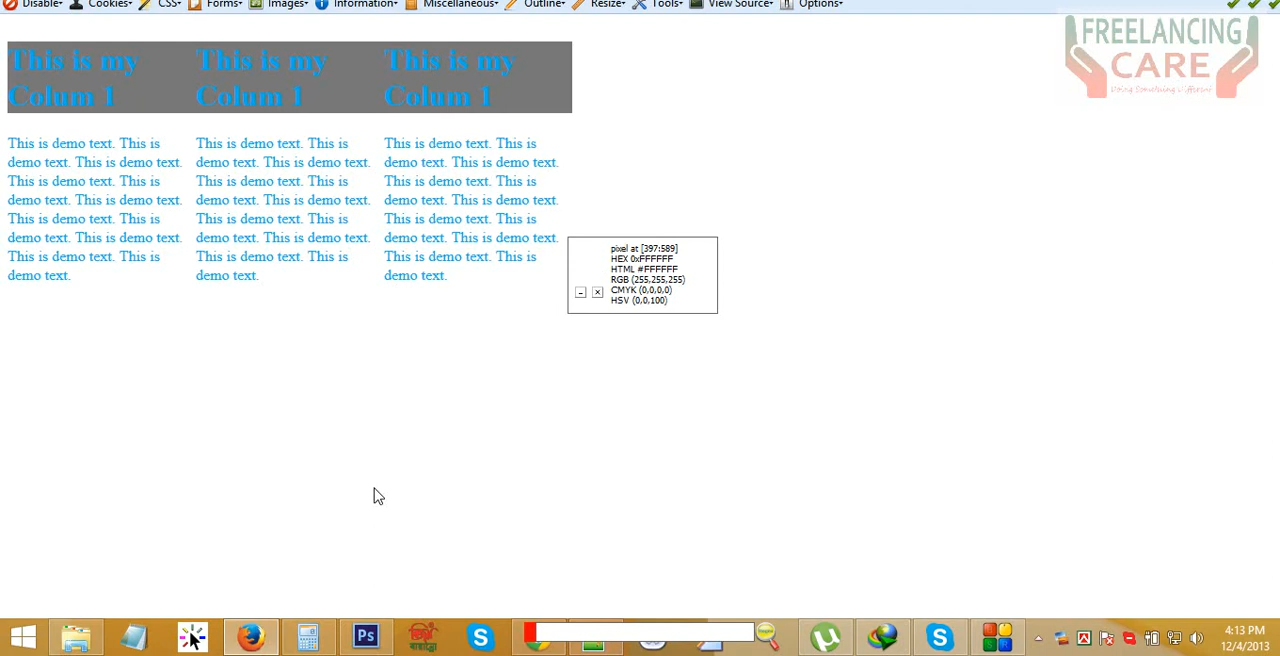 Disable▾ Cookies▾ CSS▾ Forms▾ Images▾ Information▾ Miscellaneous▾ Outline▾ Resize▾ Tools▾ View Source▾ Options▾
FREELANCING
CARE
Doing Something Different
This is my
Colum 1
This is my
Colum 1
This is my
Colum 1
This is demo text. This is
demo text. This is demo text.
This is demo text. This is
demo text. This is demo text.
This is demo text. This is
demo text. This is demo text.
This is demo text. This is
demo text.
This is demo text. This is
demo text. This is demo text.
This is demo text. This is
demo text. This is demo text.
This is demo text. This is
demo text. This is demo text.
This is demo text. This is
demo text.
This is demo text. This is
demo text. This is demo text.
This is demo text. This is
demo text. This is demo text.
This is demo text. This is
demo text. This is demo text.
This is demo text. This is
demo text.
pixel at [397:589]
HEX 0xFFFFFF
HTML #FFFFFF
RGB (255,255,255)
CMYK (0,0,0,0)
HSV (0,0,100)
Ps
4:13 PM
12/4/2013